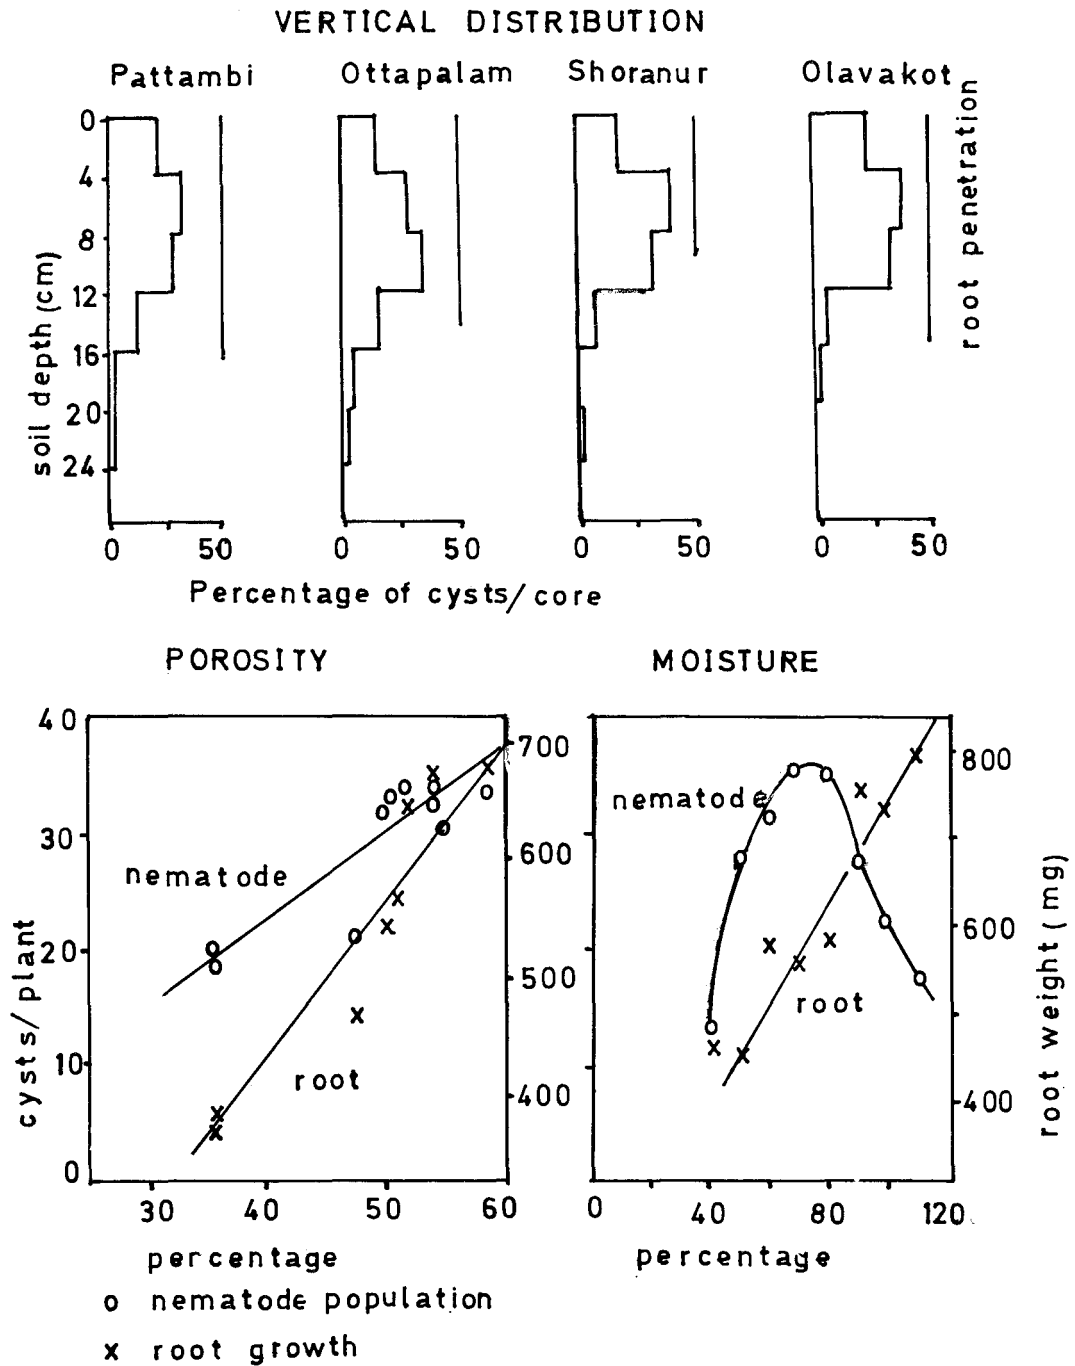 VERTICAL DISTRIBUTION
Pattambi Ottapalam Shoranur Olavakot
0
4
8
12
16
20
24
soil depth (cm)
root penetration
0 50 0 50 0 50 0 50
Percentage of cysts/core
POROSITY MOISTURE
40
30
20
10
0
cysts/plant
700
600
500
400
nematode
root
30 40 50 60
percentage
nematode
root
800
600
400
root weight (mg)
0 40 80 120
percentage
o nematode population
x root growth